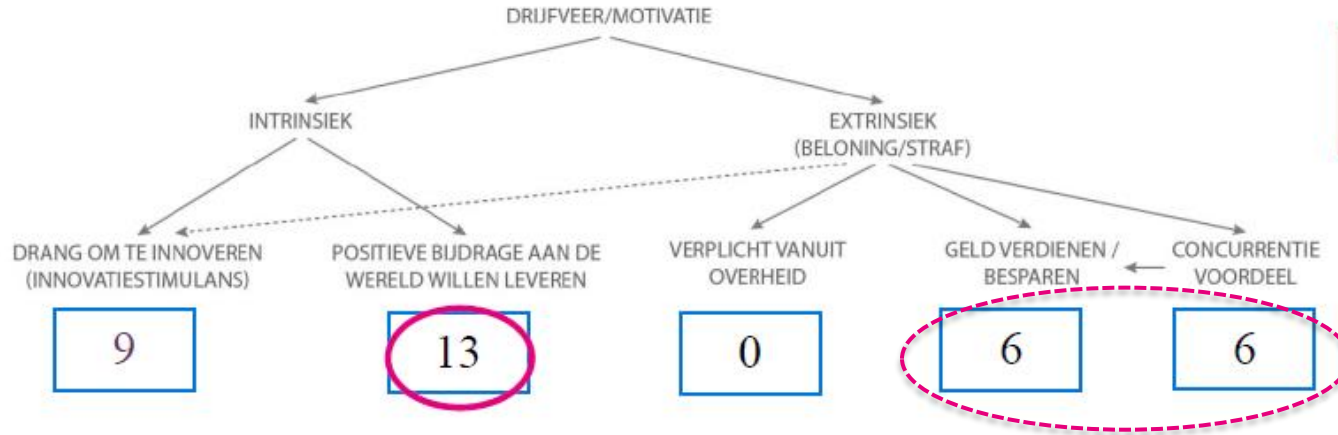 DRIJFVEER/MOTIVATIE
INTRINSIEK
EXTRINSIEK
(BELONING/STRAF)
DRANG OM TE INNOVEREN
(INNOVATIESTIMULANS)
POSITIEVE BIJDRAGE AAN DE
WERELD WILLEN LEVEREN
VERPLICHT VANUIT
OVERHEID
GELD VERDIENEN /
BESPAREN
CONCURRENTIE
VOORDEEL
9
13
0
6
6